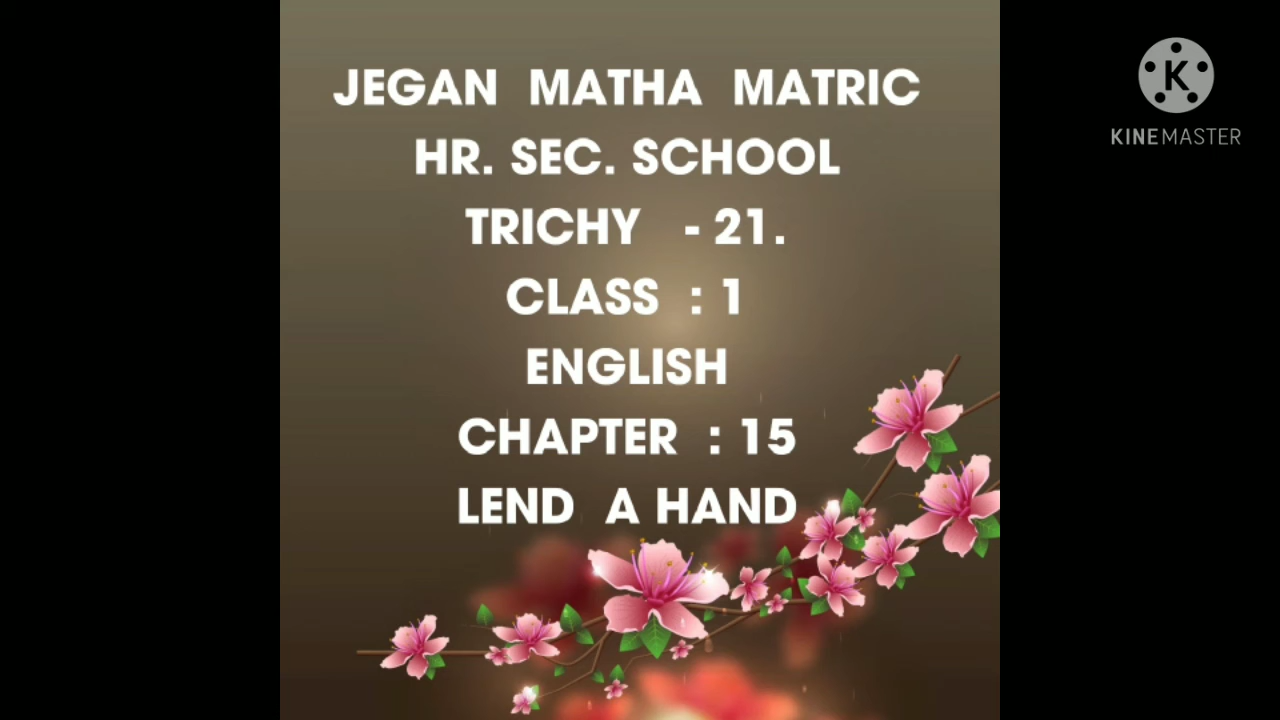 JEGAN MATHA MATRIC
HR. SEC. SCHOOL
TRICHY - 21.
CLASS : 1
ENGLISH
CHAPTER : 15
LEND A HAND
K
KINEMASTER